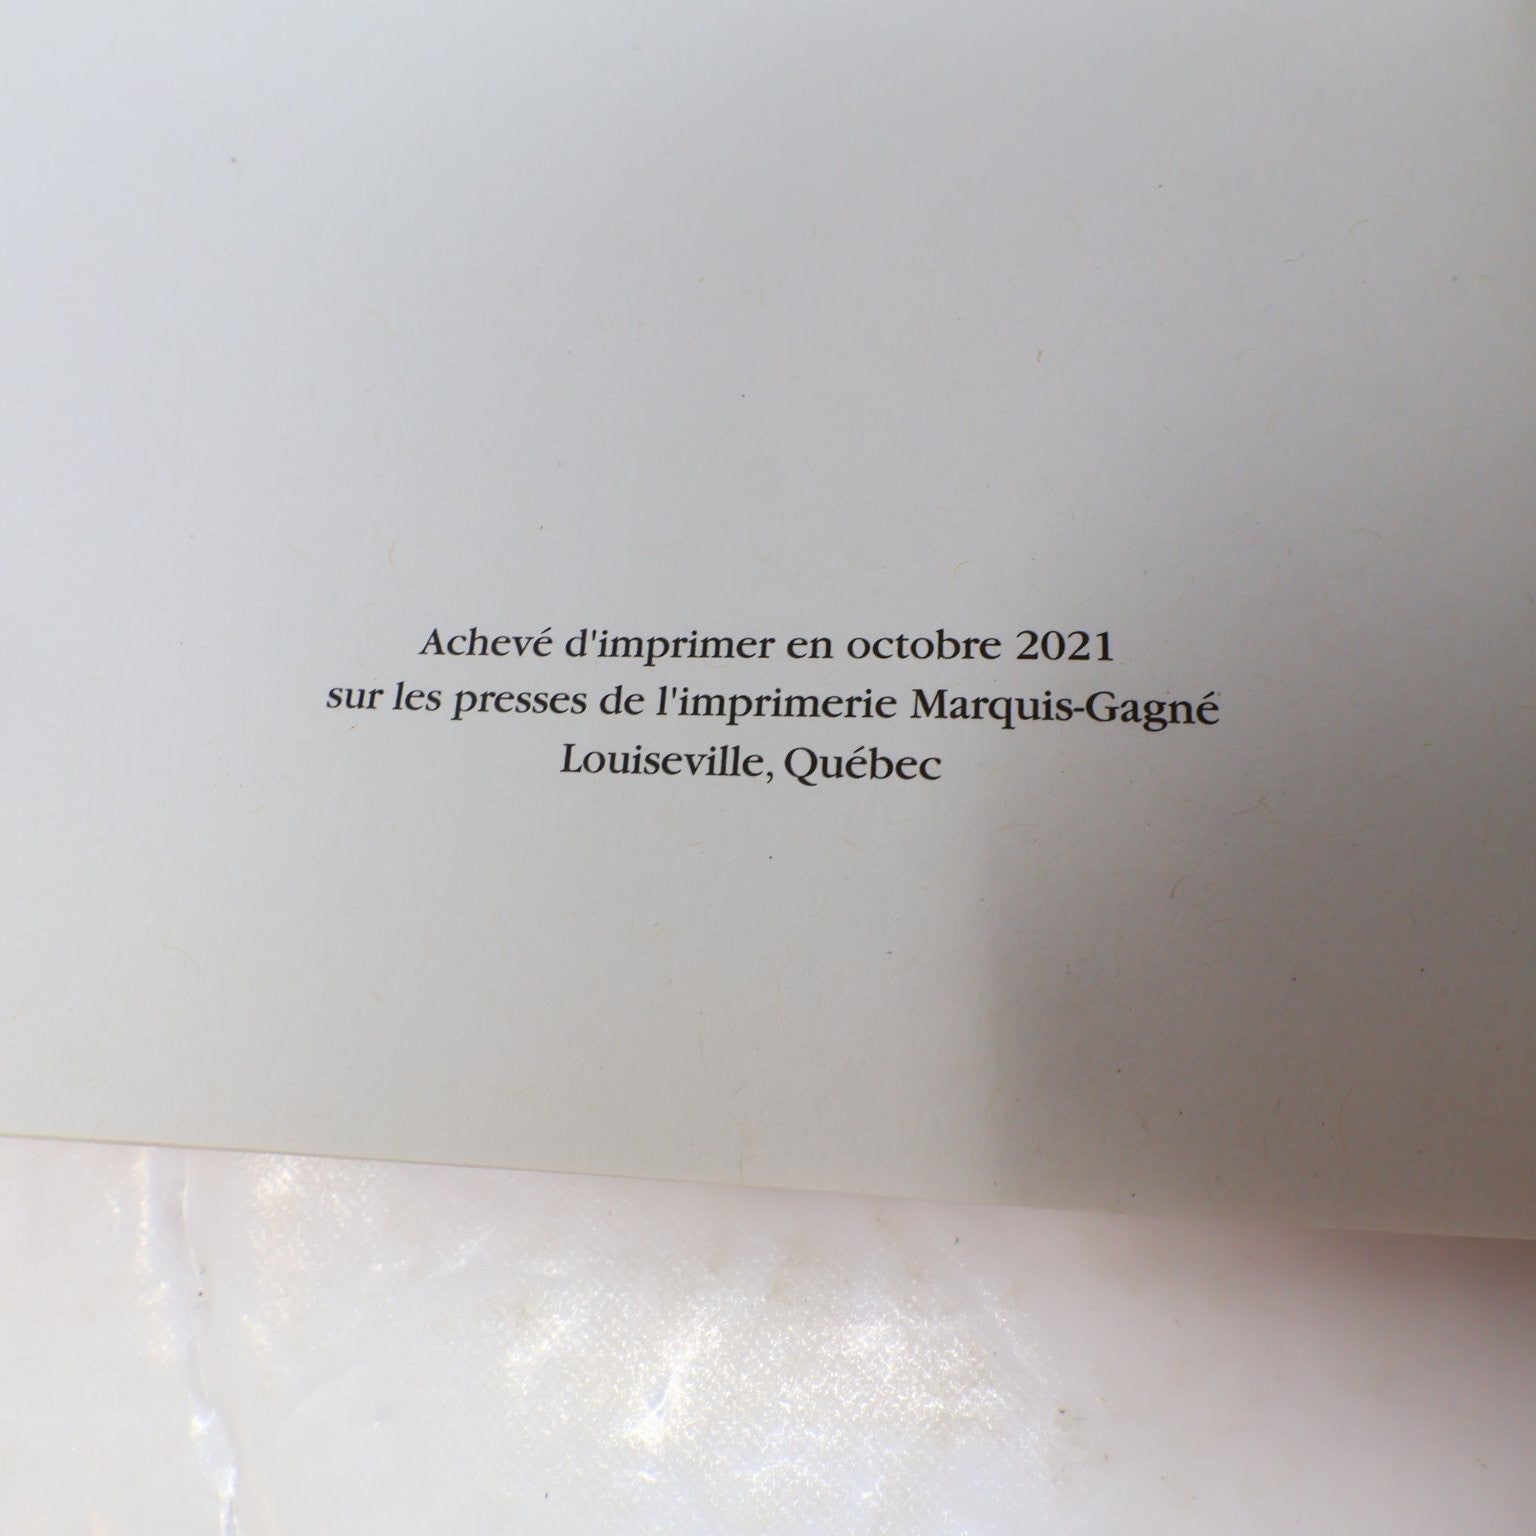 Achevé d'imprimer en octobre 2021
sur les presses de l'imprimerie Marquis-Gagné
Louiseville, Québec